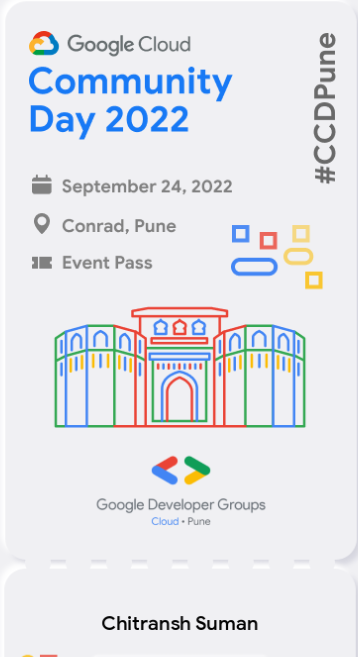 Google Cloud
Community
Day 2022
#CCDPune
September 24, 2022
Conrad, Pune
Event Pass
Google Developer Groups
Cloud • Pune
Chitransh Suman